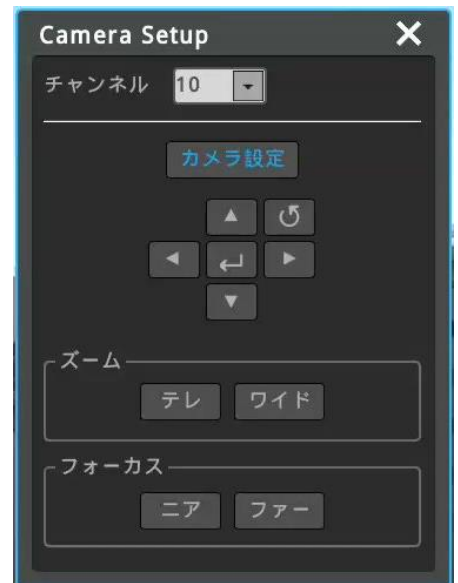 Camera Setup
チャンネル 10
カメラ設定
ズーム
テレ ワイド
フォーカス
ニア ファー